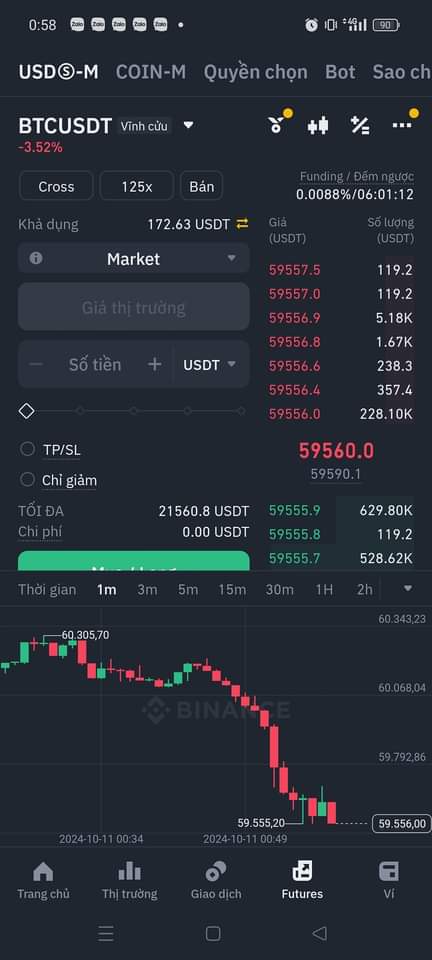 0:58 Zalo Zalo Zalo Zalo Zalo 4G 90
USDⓈ-M COIN-M Quyền chọn Bot Sao ch
BTCUSDT Vĩnh cửu
-3.52%
Cross 125x Bán
Funding / Đếm ngược
0.0088%/06:01:12
Khả dụng 172.63 USDT
Giá (USDT) Số lượng (USDT)
Market
Giá thị trường
Số tiền USDT
59557.5 119.2
59557.0 119.2
59556.9 5.18K
59556.8 1.67K
59556.6 238.3
59556.4 357.4
59556.0 228.10K
TP/SL
Chỉ giảm
59560.0
59590.1
TỐI ĐA 21560.8 USDT
Chi phí 0.00 USDT
59555.9 629.80K
59555.8 119.2
59555.7 528.62K
Thời gian 1m 3m 5m 15m 30m 1H 2h
60.343,23
60.305,70
60.068,04
BINANCE
59.792,86
59.555,20
59.556,00
2024-10-11 00:34 2024-10-11 00:49
Trang chủ Thị trường Giao dịch Futures Ví